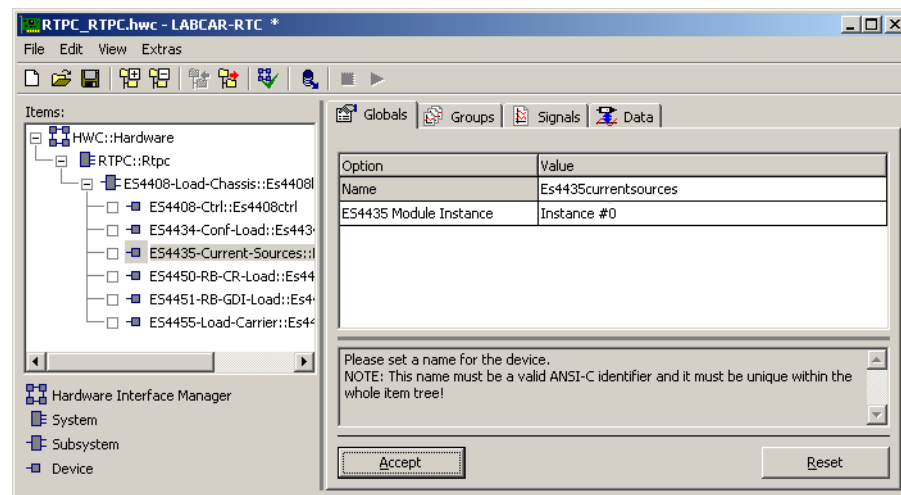 RTPC_RTPC.hwc - LABCAR-RTC *
File Edit View Extras
Items:
HWC::Hardware
RTPC::Rtpc
ES4408-Load-Chassis::Es4408l
ES4408-Ctrl::Es4408ctrl
ES4434-Conf-Load::Es443
ES4435-Current-Sources::
ES4450-RB-CR-Load::Es44
ES4451-RB-GDI-Load::Es4
ES4455-Load-Carrier::Es44
Hardware Interface Manager
System
Subsystem
Device
Globals Groups Signals Data
Option Value
Name Es4435currentsources
ES4435 Module Instance Instance #0
Please set a name for the device.
NOTE: This name must be a valid ANSI-C identifier and it must be unique within the
whole item tree!
Accept Reset